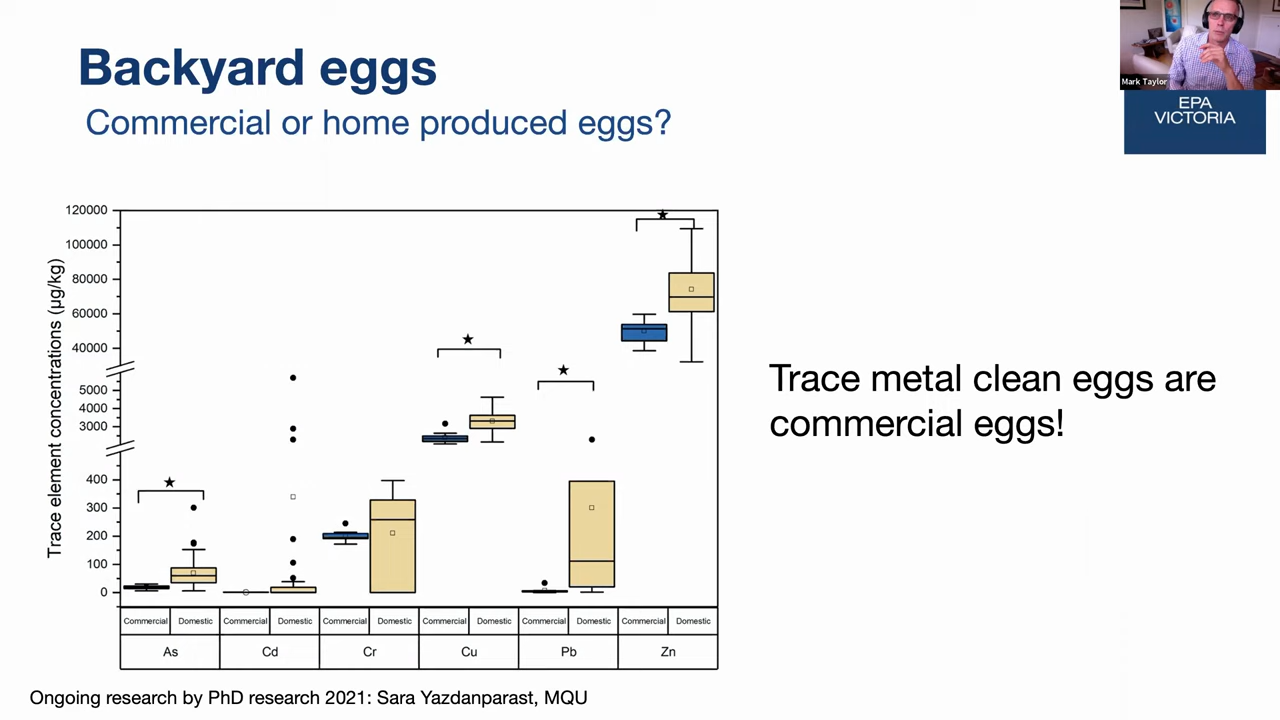 Backyard eggs
Commercial or home produced eggs?
Mark Taylor
EPA
VICTORIA
Trace element concentrations (µg/kg)
120000
100000
80000
60000
40000
5000
4000
3000
400
300
200
100
0
Commercial Domestic Commercial Domestic Commercial Domestic Commercial Domestic Commercial Domestic Commercial Domestic
As Cd Cr Cu Pb Zn
Trace metal clean eggs are
commercial eggs!
Ongoing research by PhD research 2021: Sara Yazdanparast, MQU